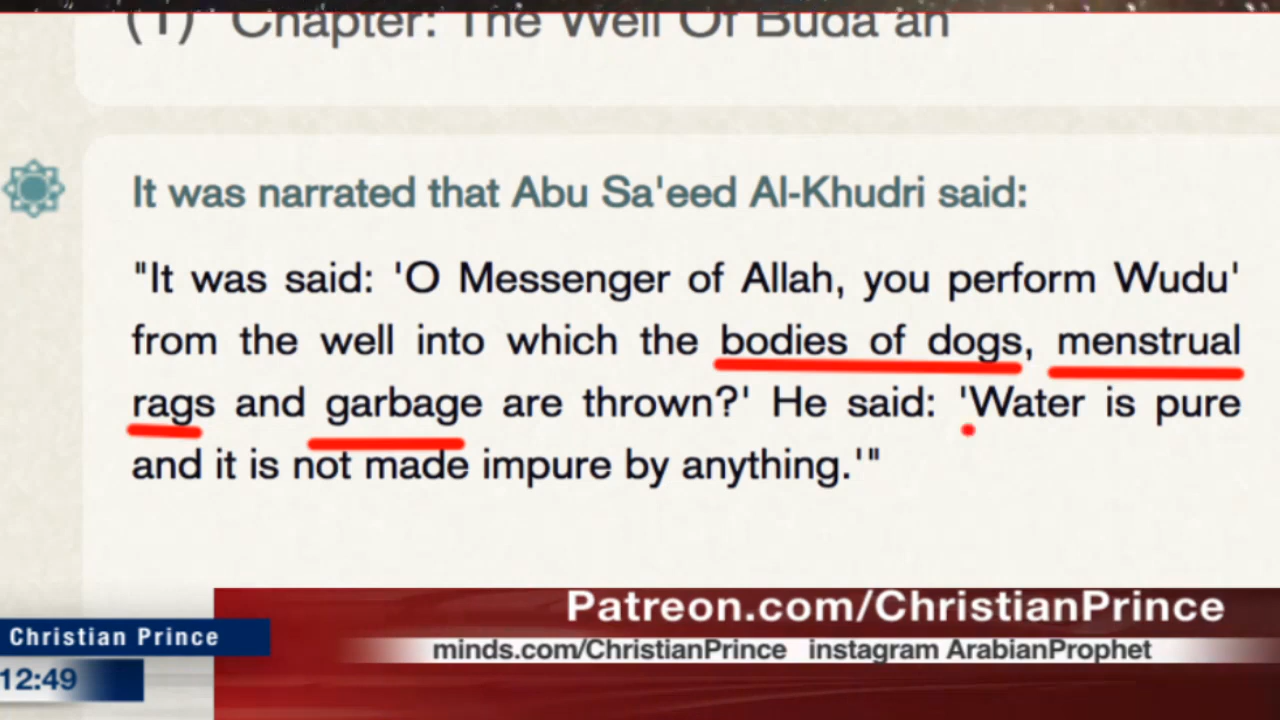 (1) Chapter: The Well Of Buda'ah
It was narrated that Abu Sa'eed Al-Khudri said:
"It was said: 'O Messenger of Allah, you perform Wudu'
from the well into which the bodies of dogs, menstrual
rags and garbage are thrown?' He said: 'Water is pure
and it is not made impure by anything.'"
Patreon.com/ChristianPrince
Christian Prince
minds.com/ChristianPrince instagram ArabianProphet
12:49